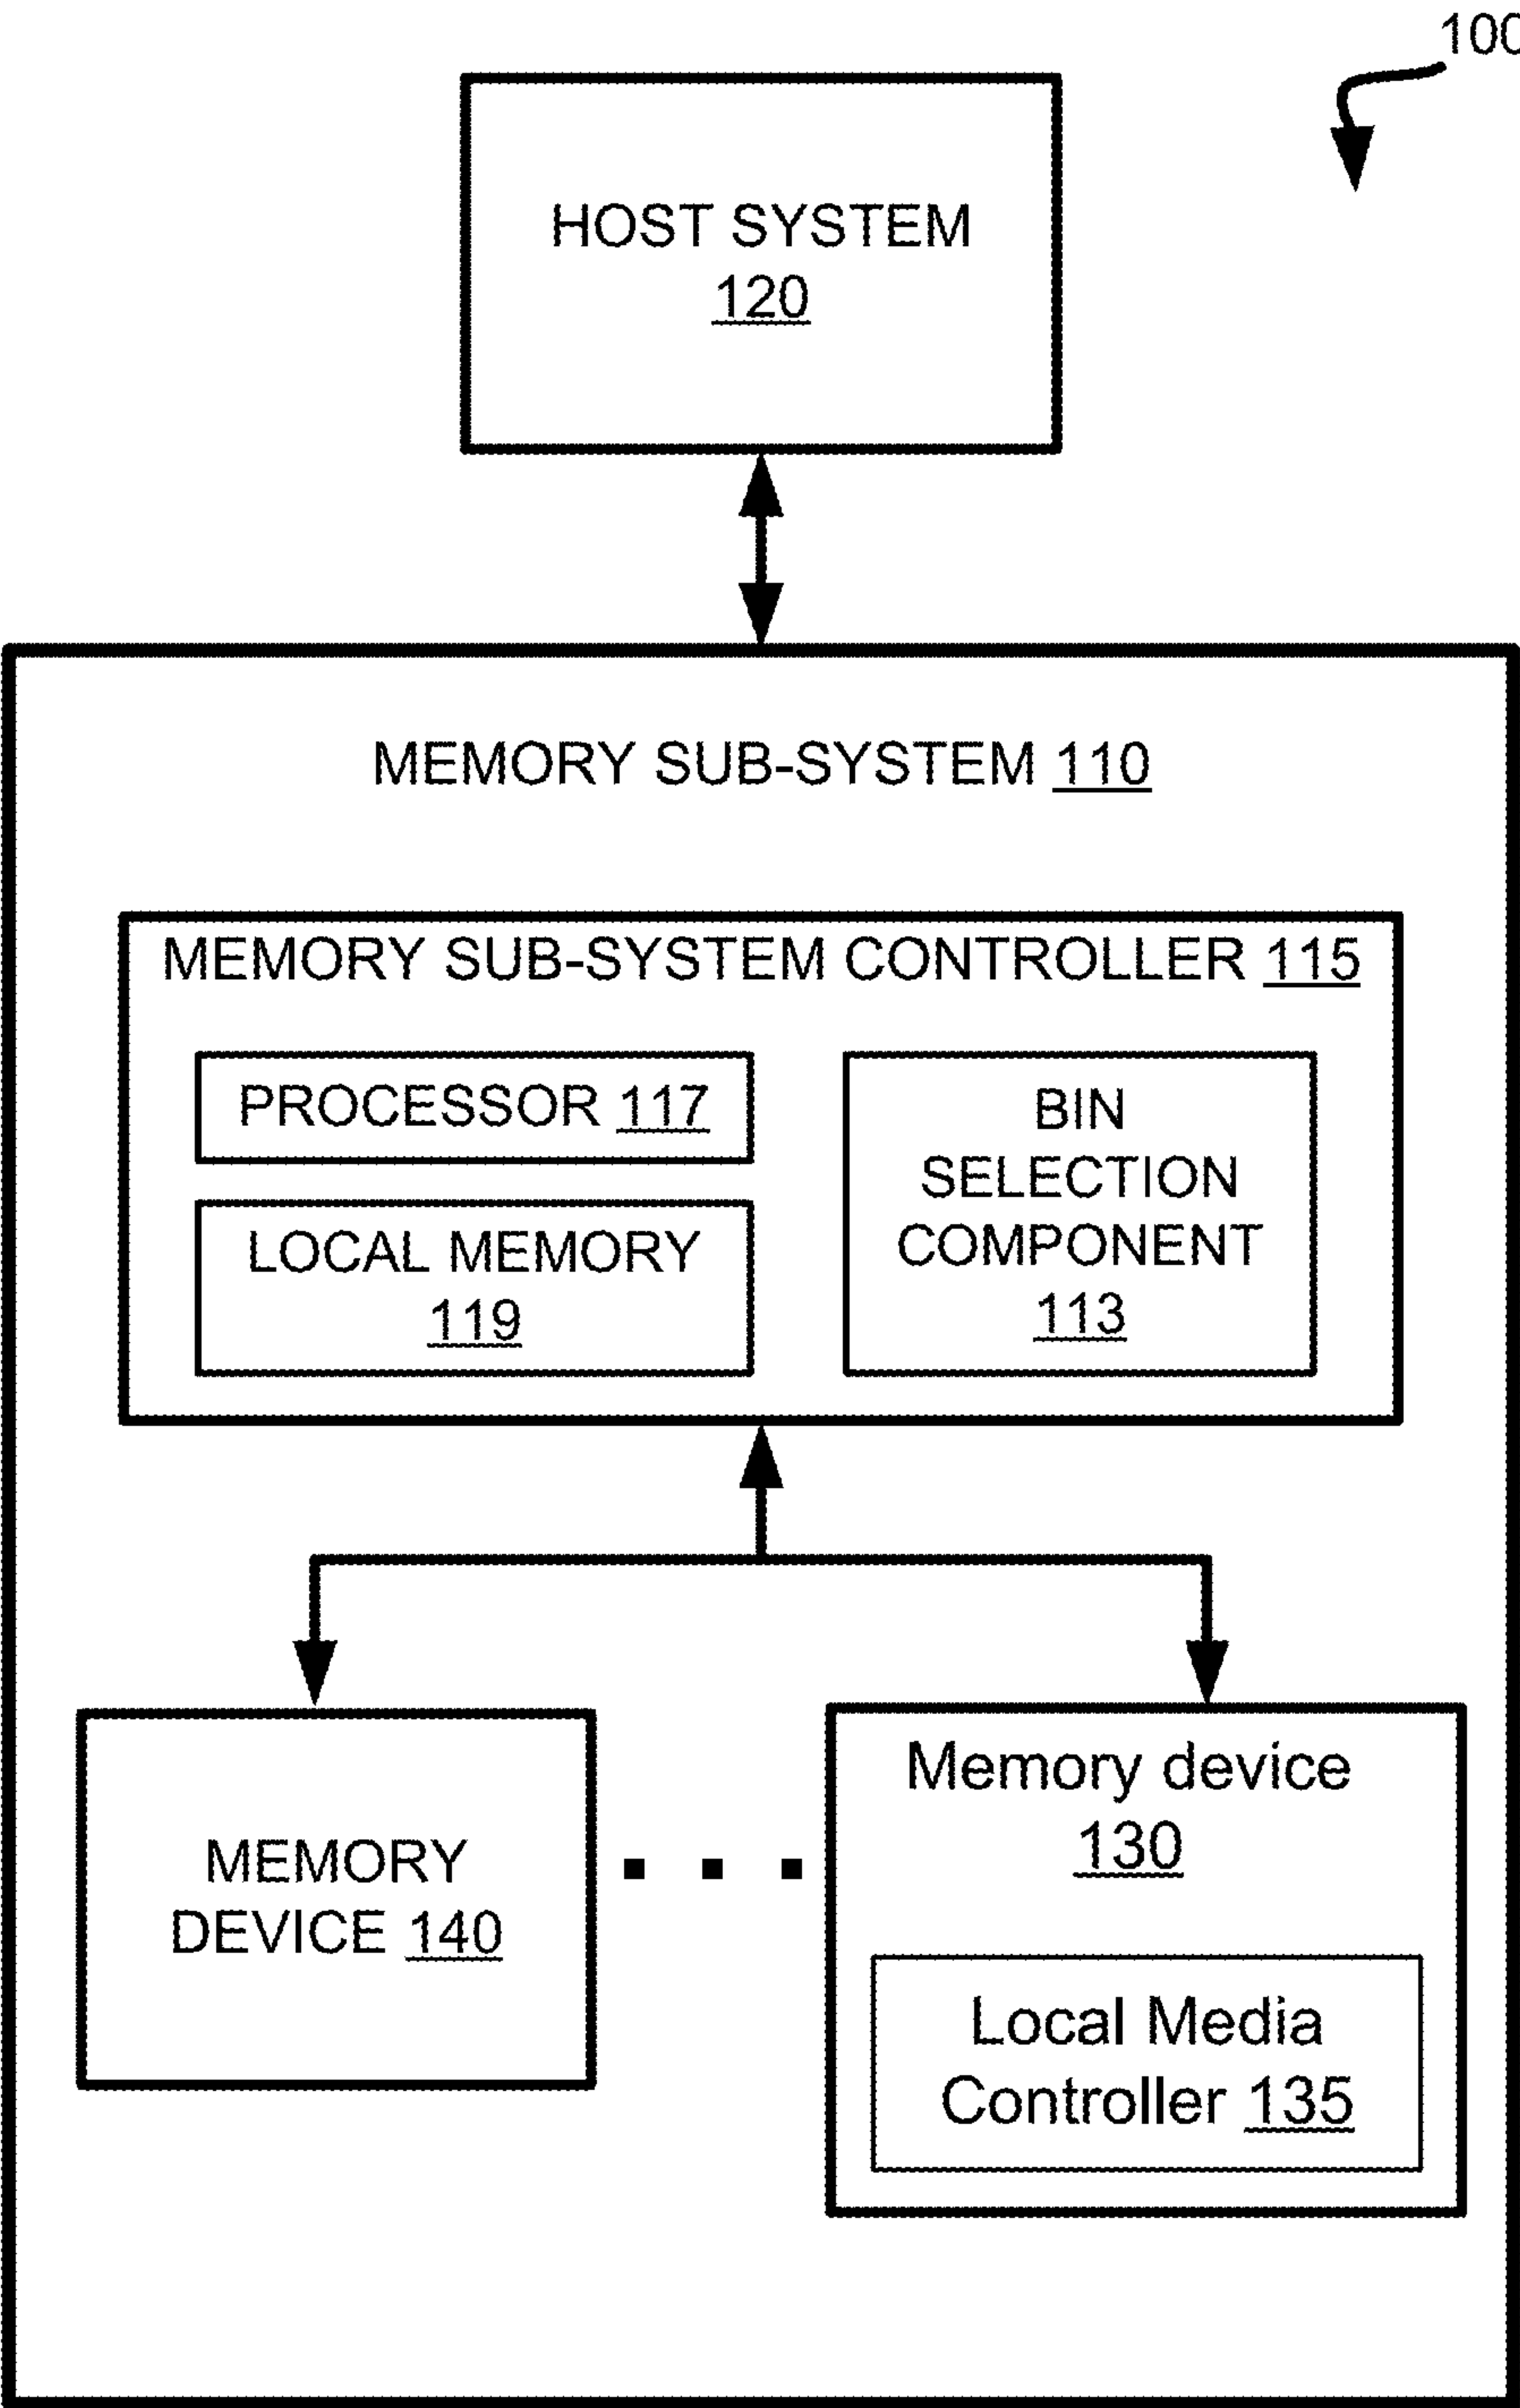 100
HOST SYSTEM
120
MEMORY SUB-SYSTEM 110
MEMORY SUB-SYSTEM CONTROLLER 115
PROCESSOR 117
LOCAL MEMORY
119
BIN
SELECTION
COMPONENT
113
MEMORY
DEVICE 140
Memory device
130
Local Media
Controller 135